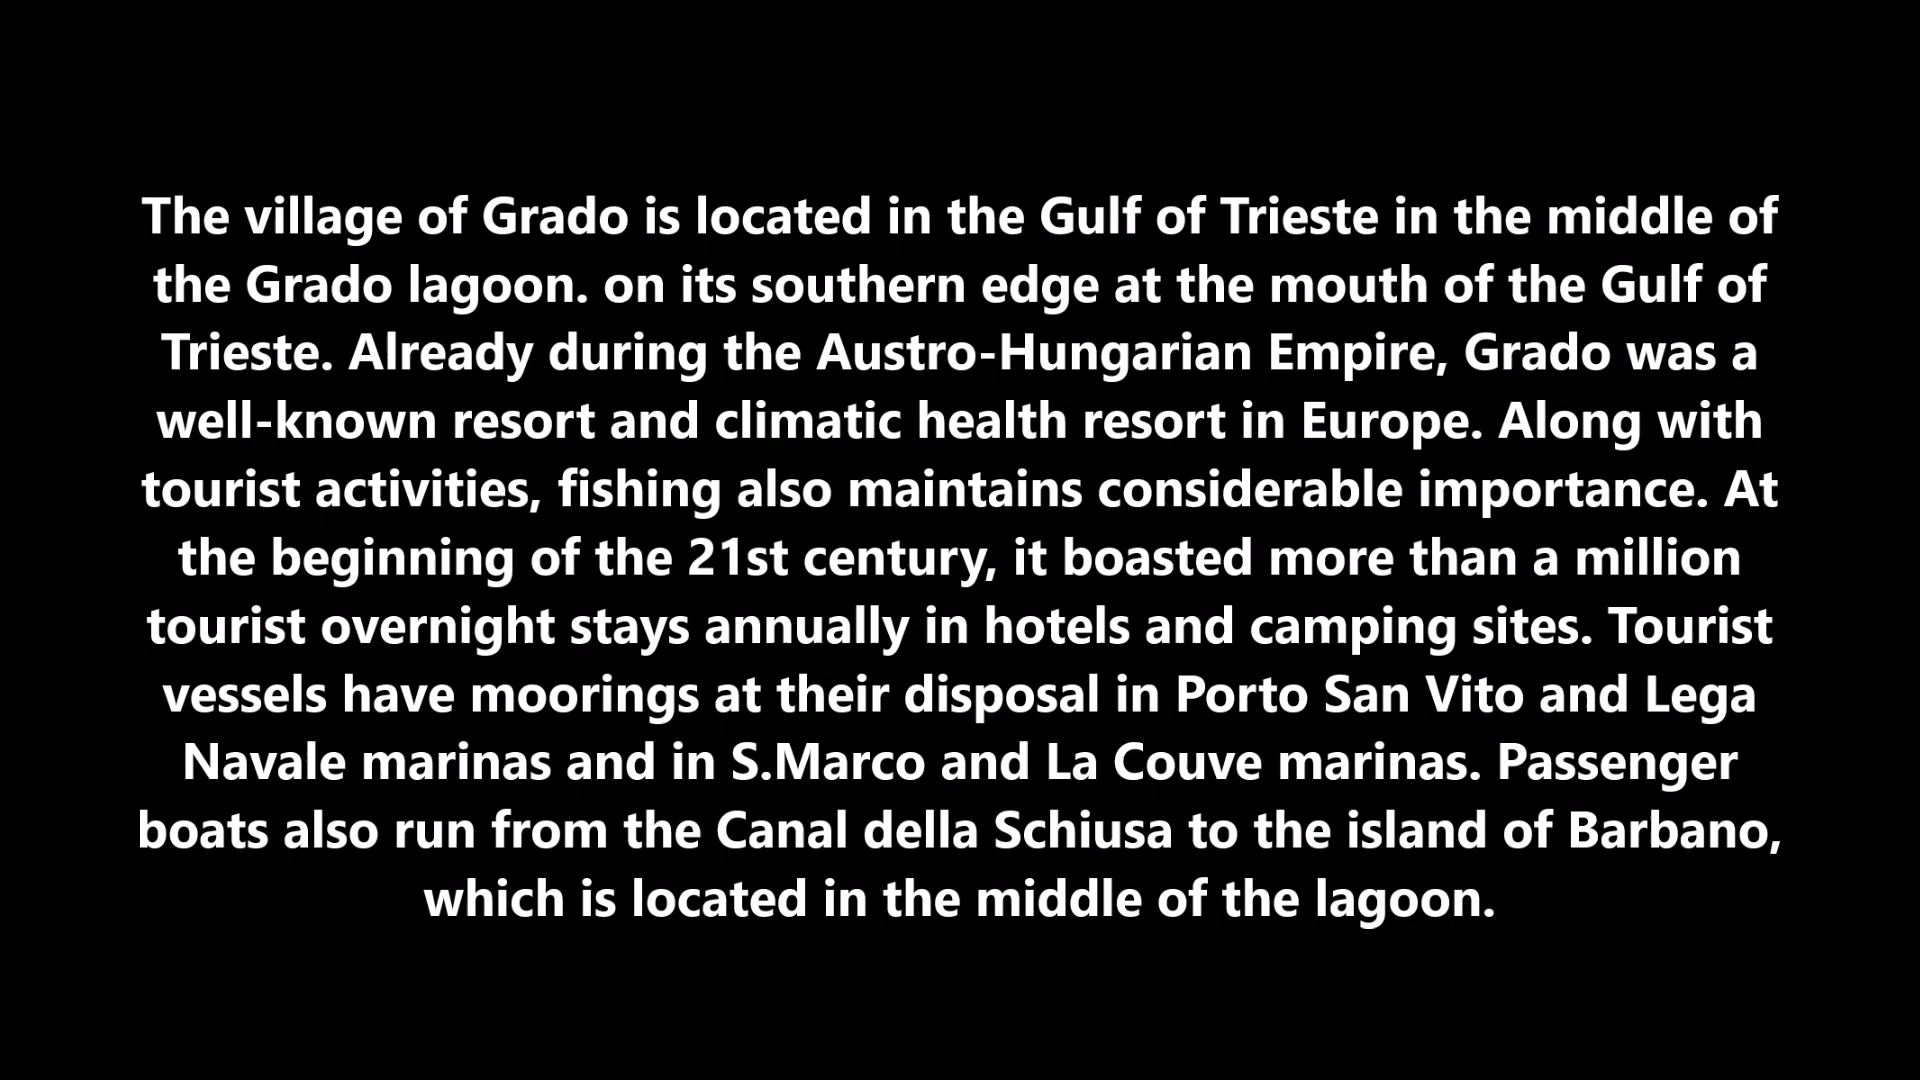 The village of Grado is located in the Gulf of Trieste in the middle of
the Grado lagoon. on its southern edge at the mouth of the Gulf of
Trieste. Already during the Austro-Hungarian Empire, Grado was a
well-known resort and climatic health resort in Europe. Along with
tourist activities, fishing also maintains considerable importance. At
the beginning of the 21st century, it boasted more than a million
tourist overnight stays annually in hotels and camping sites. Tourist
vessels have moorings at their disposal in Porto San Vito and Lega
Navale marinas and in S.Marco and La Couve marinas. Passenger
boats also run from the Canal della Schiusa to the island of Barbano,
which is located in the middle of the lagoon.